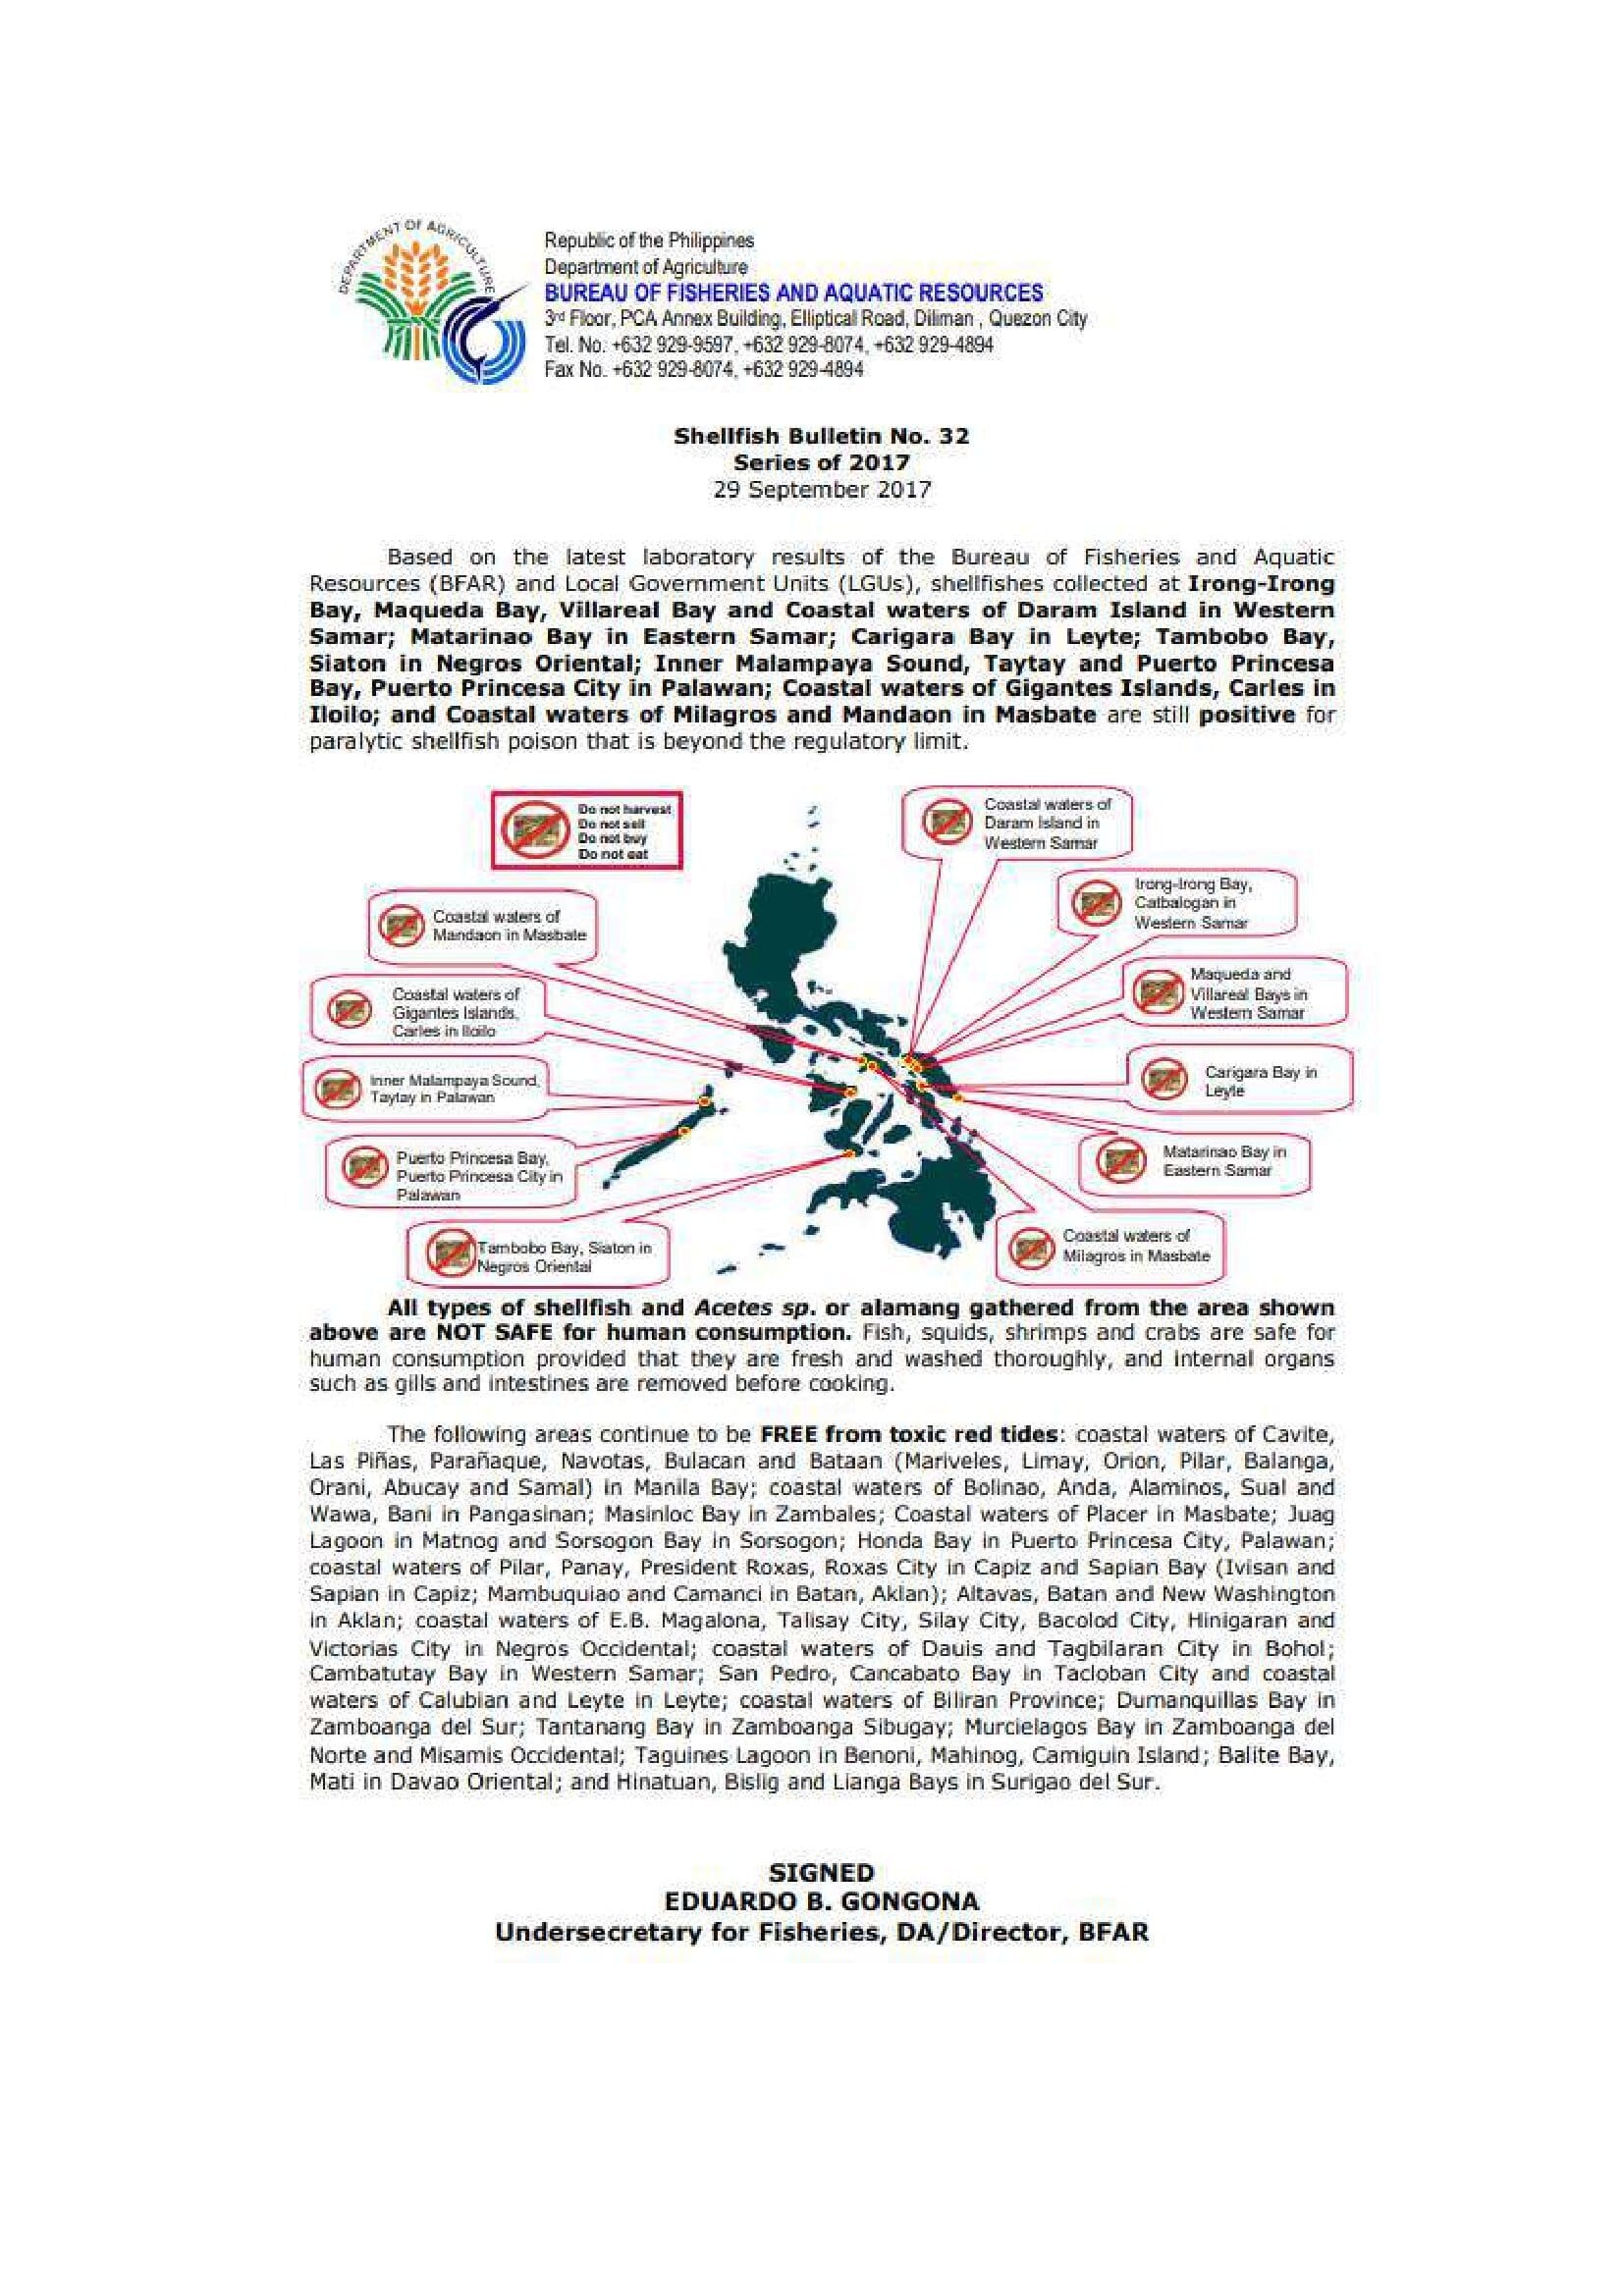 DEPARTMENT OF AGRICULTURE
Republic of the Philippines
Department of Agriculture
BUREAU OF FISHERIES AND AQUATIC RESOURCES
3rd Floor, PCA Annex Building, Elliptical Road, Diliman , Quezon City
Tel. No. +632 929-9597, +632 929-8074, +632 929-4894
Fax No. +632 929-8074, +632 929-4894
Shellfish Bulletin No. 32
Series of 2017
29 September 2017
Based on the latest laboratory results of the Bureau of Fisheries and Aquatic
Resources (BFAR) and Local Government Units (LGUs), shellfishes collected at Irong-Irong
Bay, Maqueda Bay, Villareal Bay and Coastal waters of Daram Island in Western
Samar; Matarinao Bay in Eastern Samar; Carigara Bay in Leyte; Tambobo Bay,
Siaton in Negros Oriental; Inner Malampaya Sound, Taytay and Puerto Princesa
Bay, Puerto Princesa City in Palawan; Coastal waters of Gigantes Islands, Carles in
Iloilo; and Coastal waters of Milagros and Mandaon in Masbate are still positive for
paralytic shellfish poison that is beyond the regulatory limit.
Do not harvest
Do not sell
Do not buy
Do not eat
Coastal waters of
Daram Island in
Western Samar
Irong-Irong Bay,
Catbalogan in
Western Samar
Coastal waters of
Mandaon in Masbate
Maqueda and
Villareal Bays in
Western Samar
Coastal waters of
Gigantes Islands,
Carles in Iloilo
Carigara Bay in
Leyte
Inner Malampaya Sound,
Taytay in Palawan
Matarinao Bay in
Eastern Samar
Puerto Princesa Bay,
Puerto Princesa City in
Palawan
Coastal waters of
Milagros in Masbate
Tambobo Bay, Siaton in
Negros Oriental
All types of shellfish and Acetes sp. or alamang gathered from the area shown
above are NOT SAFE for human consumption. Fish, squids, shrimps and crabs are safe for
human consumption provided that they are fresh and washed thoroughly, and internal organs
such as gills and intestines are removed before cooking.
The following areas continue to be FREE from toxic red tides: coastal waters of Cavite,
Las Piñas, Parañaque, Navotas, Bulacan and Bataan (Mariveles, Limay, Orion, Pilar, Balanga,
Orani, Abucay and Samal) in Manila Bay; coastal waters of Bolinao, Anda, Alaminos, Sual and
Wawa, Bani in Pangasinan; Masinloc Bay in Zambales; Coastal waters of Placer in Masbate; Juag
Lagoon in Matnog and Sorsogon Bay in Sorsogon; Honda Bay in Puerto Princesa City, Palawan;
coastal waters of Pilar, Panay, President Roxas, Roxas City in Capiz and Sapian Bay (Ivisan and
Sapian in Capiz; Mambuquiao and Camanci in Batan, Aklan); Altavas, Batan and New Washington
in Aklan; coastal waters of E.B. Magalona, Talisay City, Silay City, Bacolod City, Hinigaran and
Victorias City in Negros Occidental; coastal waters of Dauis and Tagbilaran City in Bohol;
Cambatutay Bay in Western Samar; San Pedro, Cancabato Bay in Tacloban City and coastal
waters of Calubian and Leyte in Leyte; coastal waters of Biliran Province; Dumanquillas Bay in
Zamboanga del Sur; Tantanang Bay in Zamboanga Sibugay; Murcielagos Bay in Zamboanga del
Norte and Misamis Occidental; Taguines Lagoon in Benoni, Mahinog, Camiguin Island; Balite Bay,
Mati in Davao Oriental; and Hinatuan, Bislig and Lianga Bays in Surigao del Sur.
SIGNED
EDUARDO B. GONGONA
Undersecretary for Fisheries, DA/Director, BFAR